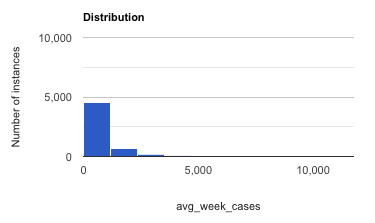 Distribution
Number of instances
10,000
5,000
0
0
5,000
10,000
avg_week_cases